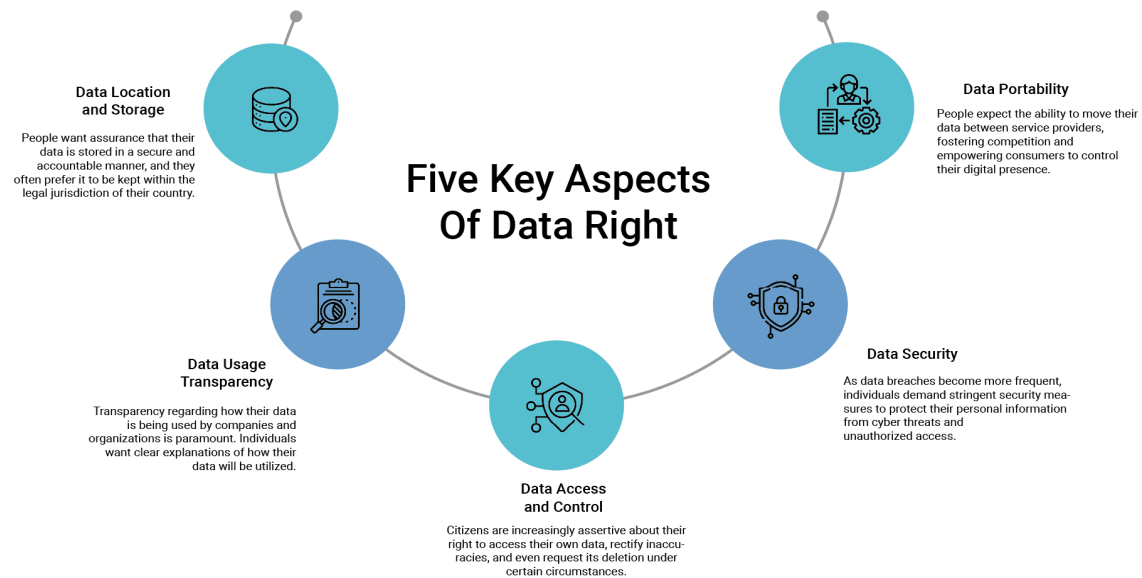 Five Key Aspects
Of Data Right
Data Location
and Storage
People want assurance that their
data is stored in a secure and
accountable manner, and they
often prefer it to be kept within the
legal jurisdiction of their country.
Data Usage
Transparency
Transparency regarding how their data
is being used by companies and
organizations is paramount. Individuals
want clear explanations of how their
data will be utilized.
Data Access
and Control
Citizens are increasingly assertive about their
right to access their own data, rectify inaccu-
racies, and even request its deletion under
certain circumstances.
Data Security
As data breaches become more frequent,
individuals demand stringent security mea-
sures to protect their personal information
from cyber threats and
unauthorized access.
Data Portability
People expect the ability to move their
data between service providers,
fostering competition and
empowering consumers to control
their digital presence.